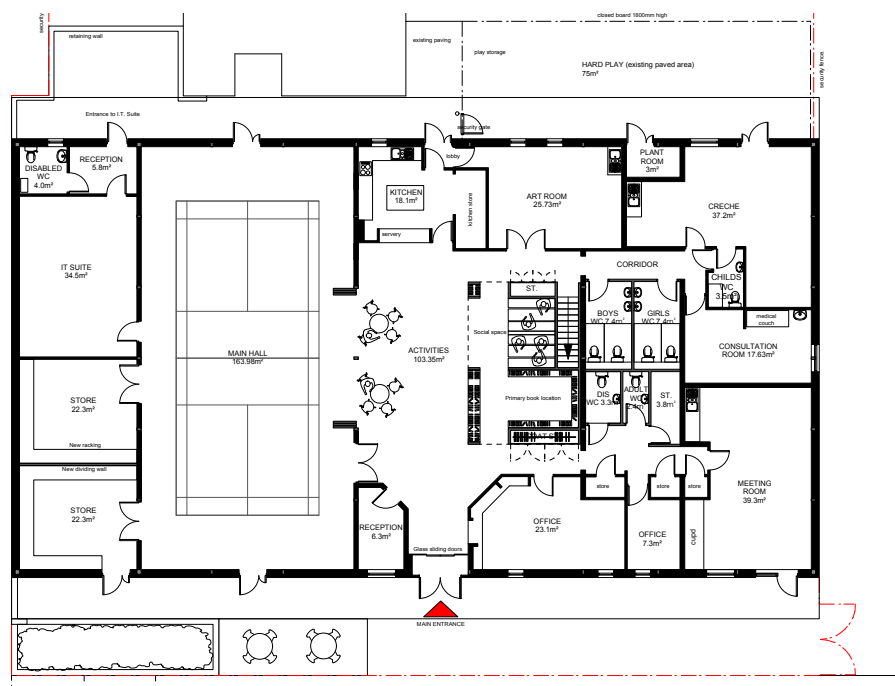 closed board 1800mm high
security
retaining wall
existing paving
play storage
HARD PLAY (existing paved area)
75m²
security fence.
Entrance to I.T. Suite
security gate
RECEPTION
5.8m²
DISABLED
WC
4.0m²
lobby
PLANT
ROOM
3m²
KITCHEN
18.1m²
kitchen store
ART ROOM
25.73m²
CRECHE
37.2m²
servery
IT SUITE
34.5m²
CORRIDOR
CHILDS
WC
3.5m²
ST.
BOYS
WC 7.4m²
GIRLS
WC 7.4m²
medical
couch
Social space
CONSULTATION
ROOM 17.63m²
MAIN HALL
163.98m²
ACTIVITIES
103.35m²
STORE
22.3m²
Primary book location
DIS
WC 3.3m²
ADULT
WC
2.4m²
ST.
3.8m²
New racking
New dividing wall
STORE
22.3m²
store
store
store
MEETING
ROOM
39.3m²
RECEPTION
6.3m²
OFFICE
23.1m²
OFFICE
7.3m²
cupd
Glass sliding doors
MAIN ENTRANCE